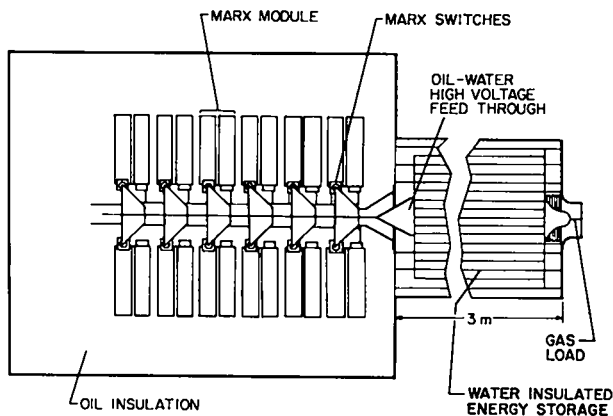 MARX MODULE
MARX SWITCHES
OIL-WATER
HIGH VOLTAGE
FEED THROUGH
3 m
GAS
LOAD
OIL INSULATION
WATER INSULATED
ENERGY STORAGE